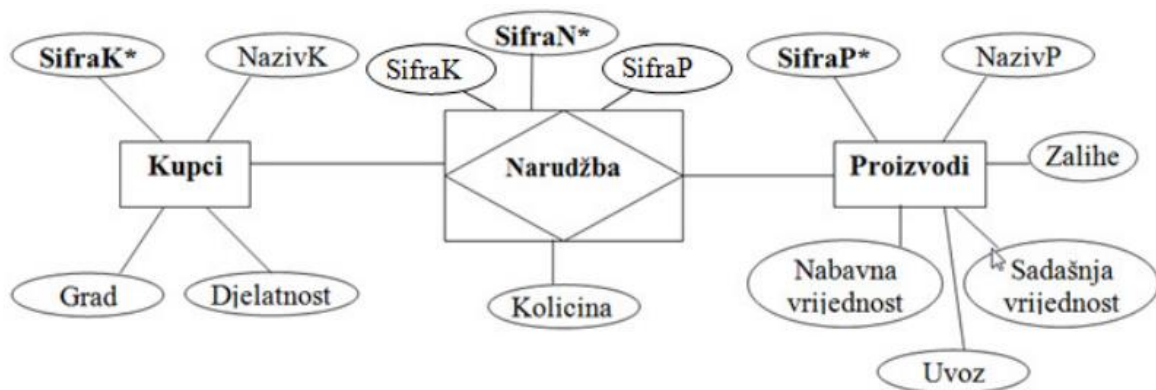 SifraK*
NazivK
SifraK
SifraN*
SifraP
SifraP*
NazivP
Kupci
Narudžba
Proizvodi
Zalihe
Grad
Djelatnost
Kolicina
Nabavna
vrijednost
Sadašnja
vrijednost
Uvoz